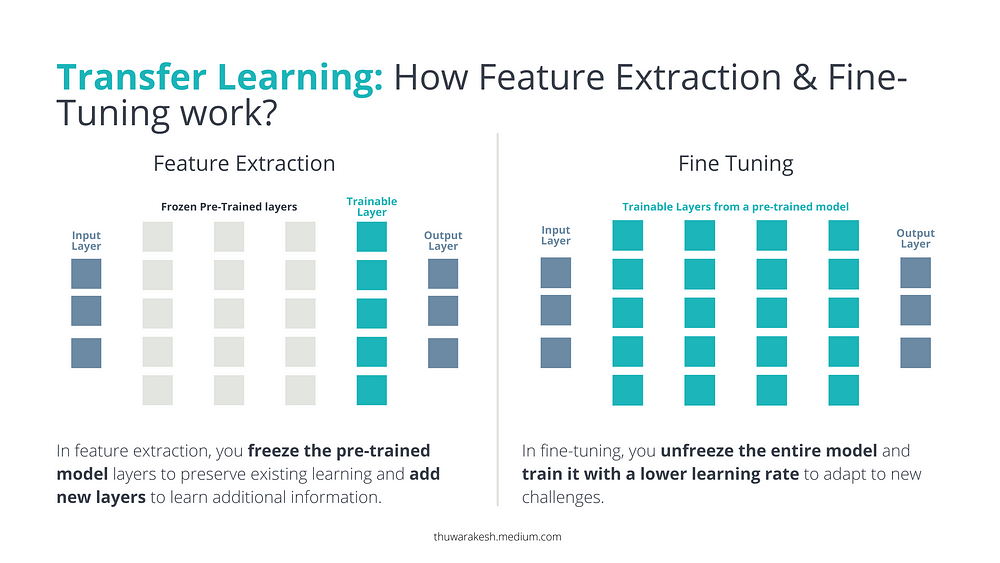 Transfer Learning: How Feature Extraction & Fine-
Tuning work?
Feature Extraction
Frozen Pre-Trained layers
Trainable
Layer
Input
Layer
Output
Layer
In feature extraction, you freeze the pre-trained
model layers to preserve existing learning and add
new layers to learn additional information.
Fine Tuning
Trainable Layers from a pre-trained model
Input
Layer
Output
Layer
In fine-tuning, you unfreeze the entire model and
train it with a lower learning rate to adapt to new
challenges.
thuwarakesh.medium.com